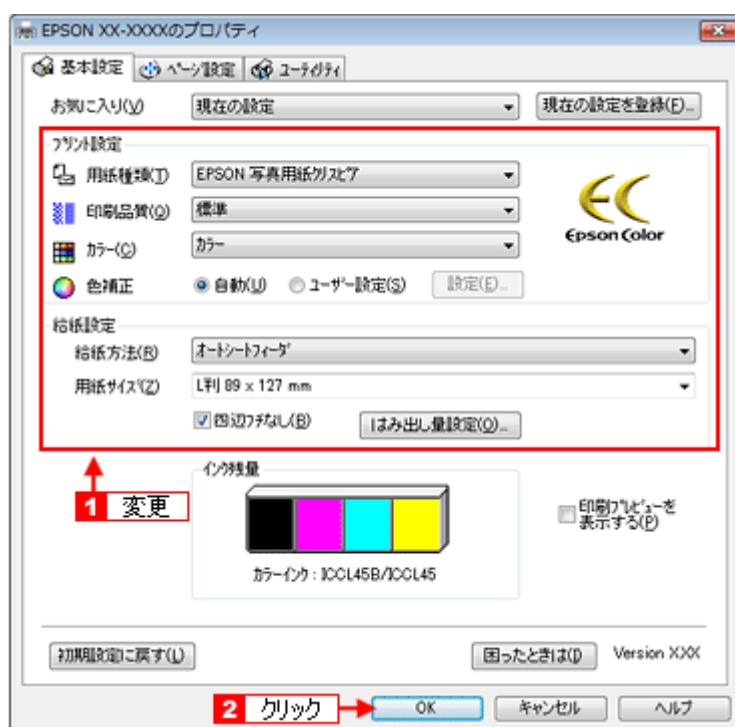 EPSON XX-XXXXのプロパティ
基本設定 ページ設定 ユーティリティ
お気に入り(V) 現在の設定 現在の設定を登録(F)...
プリント設定
用紙種類(T) EPSON 写真用紙クリスピア
印刷品質(Q) 標準
カラー(C) カラー
色補正 自動(U) ユーザー設定(S) 設定(E)...
Epson Color
給紙設定
給紙方法(R) オートシートフィーダ
用紙サイズ(Z) L判 89 x 127 mm
四辺フチなし(B) はみ出し量設定(O)...
1 変更
インク残量
カラーインク : ICCL45B/ICCL45
印刷プレビューを
表示する(P)
初期設定に戻す(L) 困ったときは(I) Version X.XX
2 クリック OK キャンセル ヘルプ